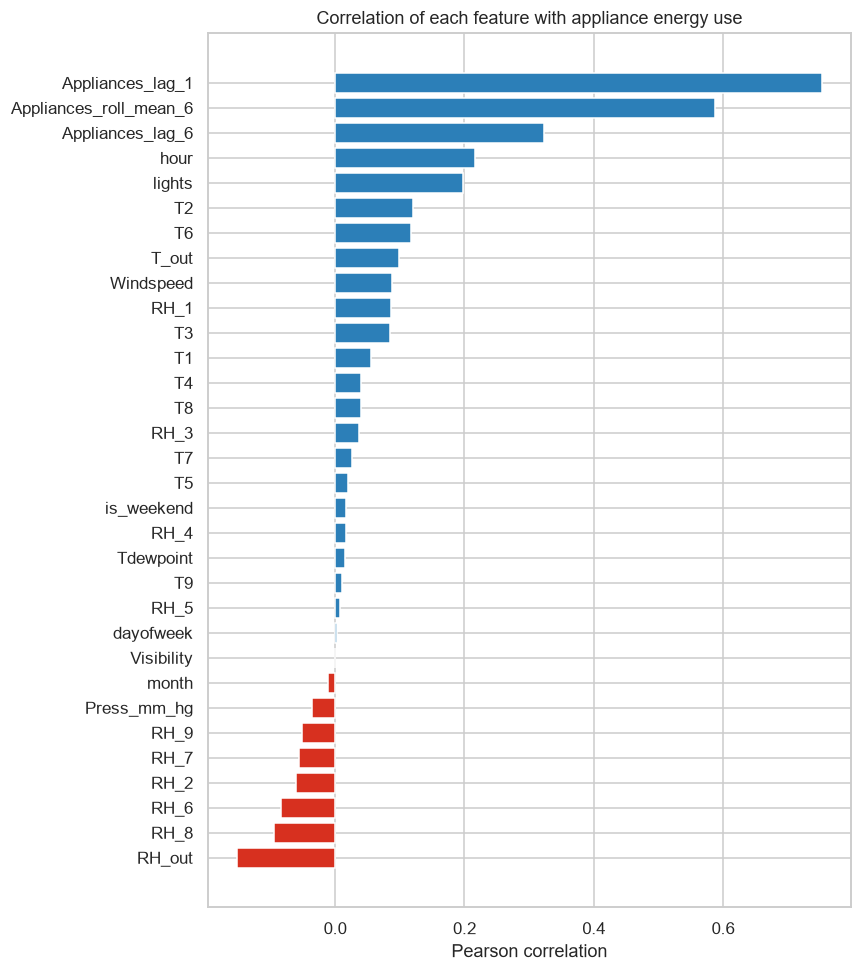 Correlation of each feature with appliance energy use
Appliances_lag_1
Appliances_roll_mean_6
Appliances_lag_6
hour
lights
T2
T6
T_out
Windspeed
RH_1
T3
T1
T4
T8
RH_3
T7
T5
is_weekend
RH_4
Tdewpoint
T9
RH_5
dayofweek
Visibility
month
Press_mm_hg
RH_9
RH_7
RH_2
RH_6
RH_8
RH_out
0.0 0.2 0.4 0.6
Pearson correlation